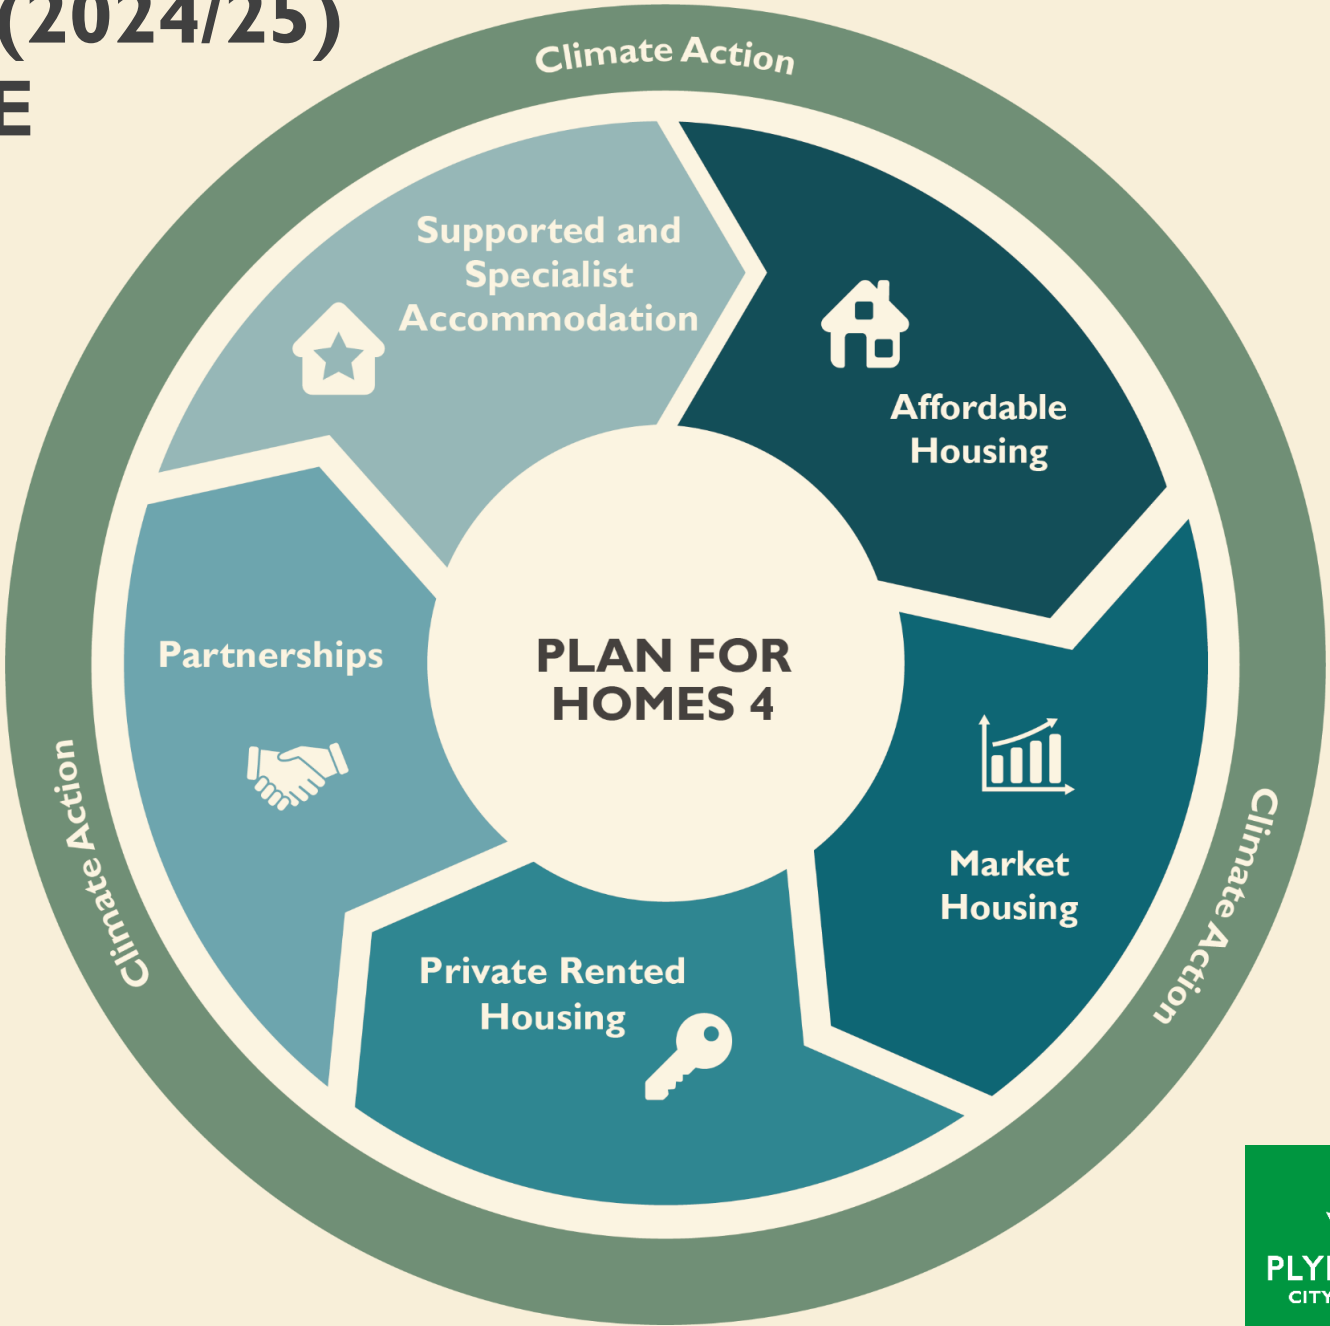 (2024/25)
E
Climate Action
Supported and
Specialist
Accommodation
Affordable
Housing
Partnerships
PLAN FOR
HOMES 4
Market
Housing
Private Rented
Housing
Climate Action
Climate Action
PLY
CITY